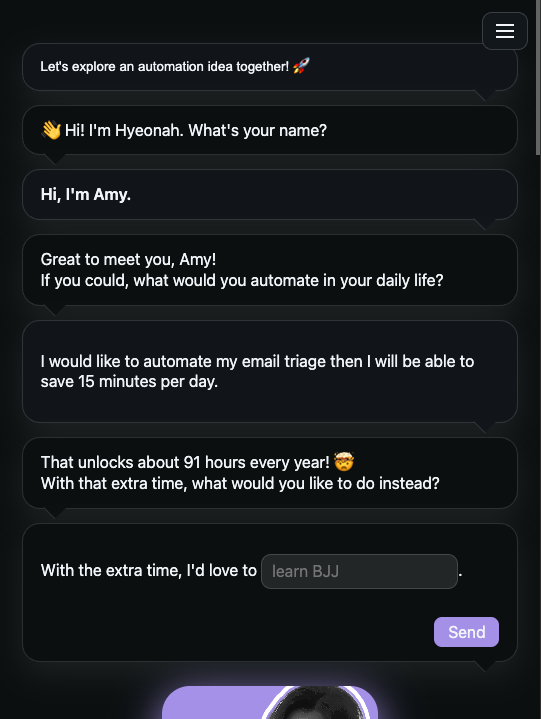 Let's explore an automation idea together! 🚀
👋 Hi! I'm Hyeonah. What's your name?
Hi, I'm Amy.
Great to meet you, Amy!
If you could, what would you automate in your daily life?
I would like to automate my email triage then I will be able to
save 15 minutes per day.
That unlocks about 91 hours every year! 🤯
With that extra time, what would you like to do instead?
With the extra time, I'd love to learn BJJ.
Send